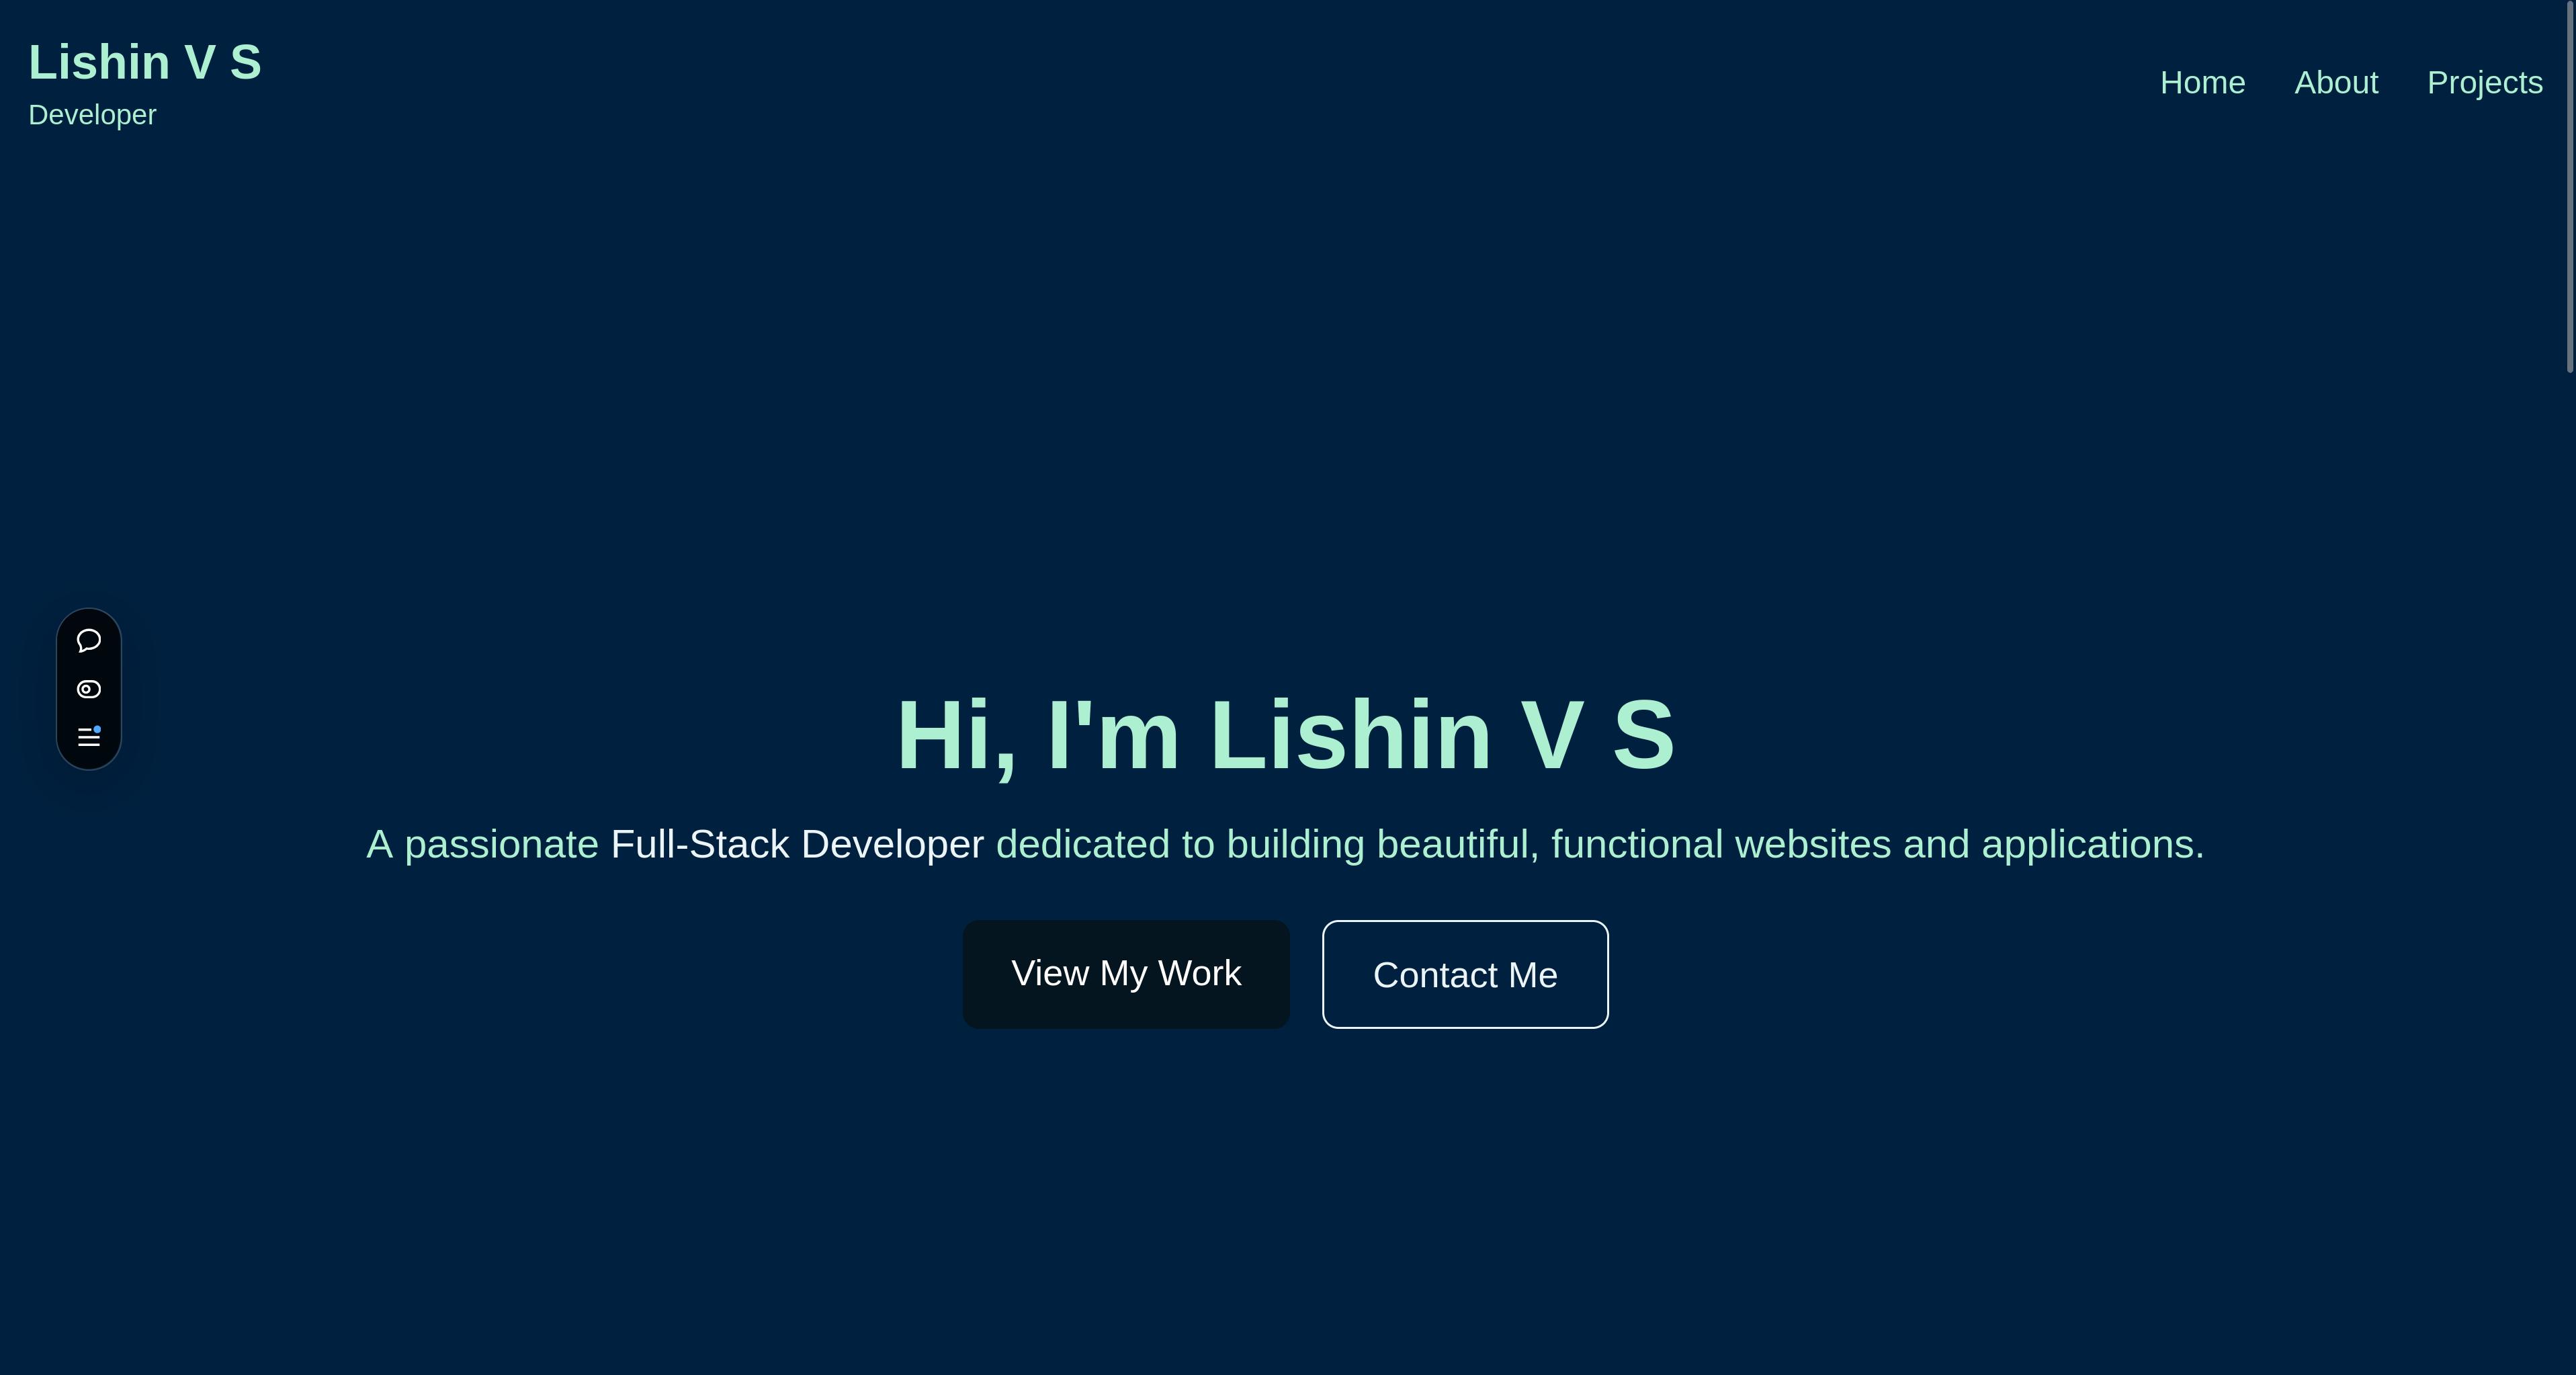 Lishin V S
Developer
Home About Projects
Hi, I'm Lishin V S
A passionate Full-Stack Developer dedicated to building beautiful, functional websites and applications.
View My Work
Contact Me